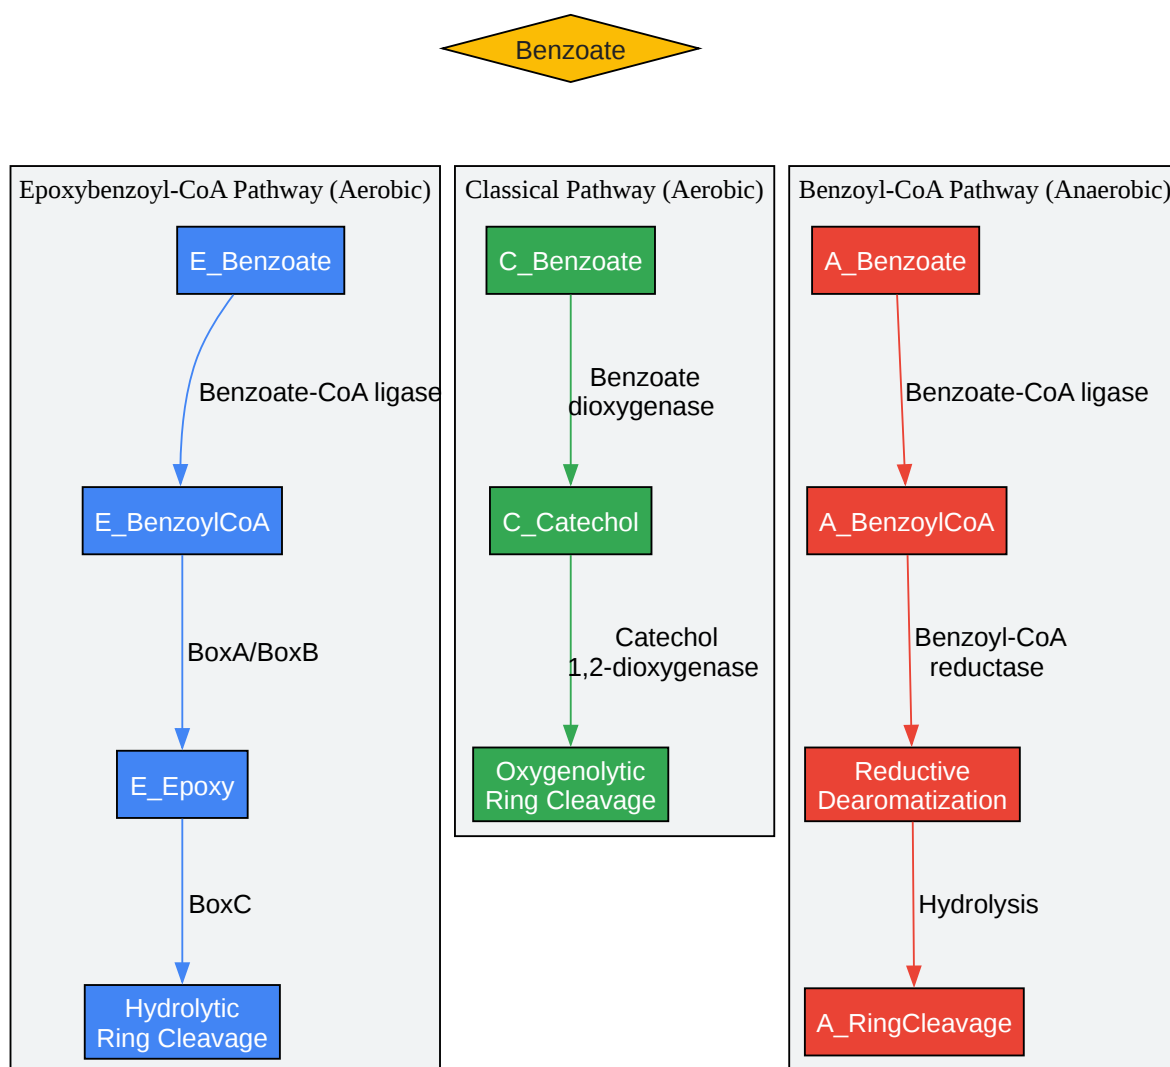 Benzoate
Epoxybenzoyl-CoA Pathway (Aerobic)
E_Benzoate
Benzoate-CoA ligase
E_BenzoylCoA
BoxA/BoxB
E_Epoxy
BoxC
Hydrolytic
Ring Cleavage
Classical Pathway (Aerobic)
C_Benzoate
Benzoate
dioxygenase
C_Catechol
Catechol
1,2-dioxygenase
Oxygenolytic
Ring Cleavage
Benzoyl-CoA Pathway (Anaerobic)
A_Benzoate
Benzoate-CoA ligase
A_BenzoylCoA
Benzoyl-CoA
reductase
Reductive
Dearomatization
Hydrolysis
A_RingCleavage